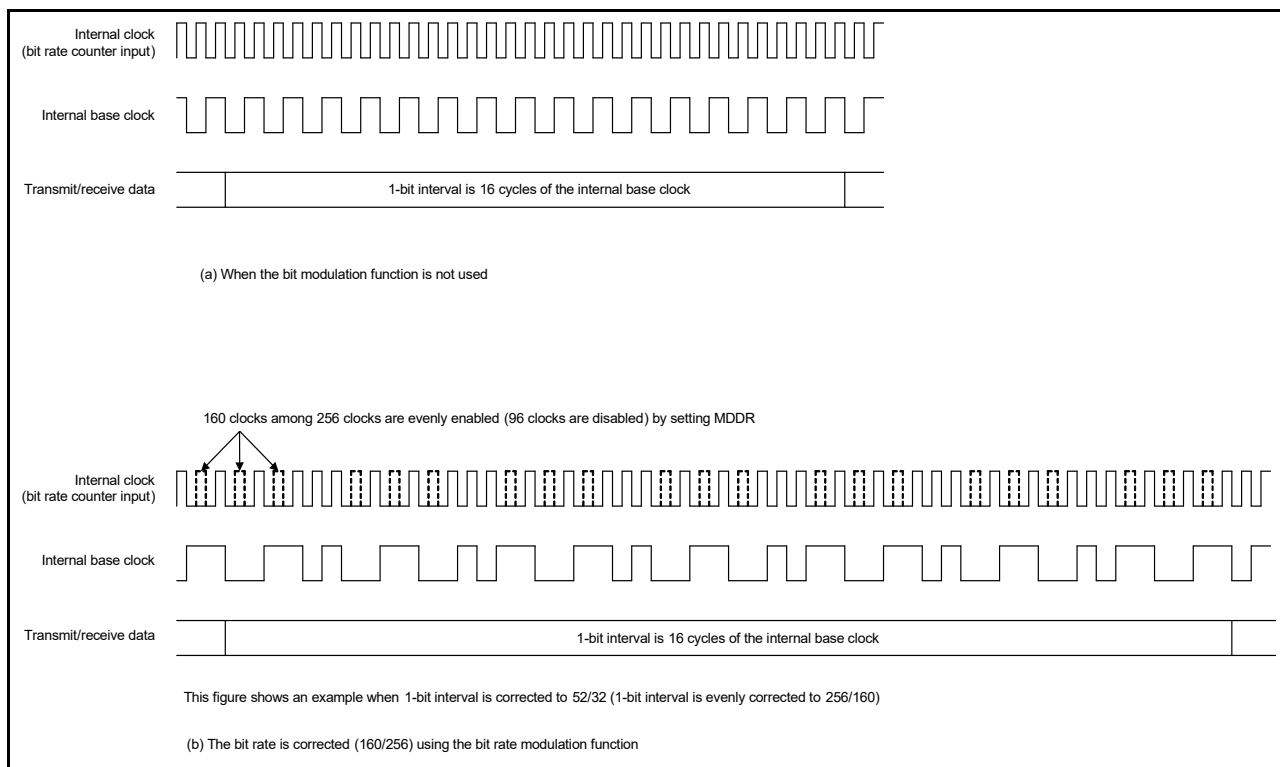 Internal clock
(bit rate counter input)
Internal base clock
Transmit/receive data
1-bit interval is 16 cycles of the internal base clock
(a) When the bit modulation function is not used
160 clocks among 256 clocks are evenly enabled (96 clocks are disabled) by setting MDDR
Internal clock
(bit rate counter input)
Internal base clock
Transmit/receive data
1-bit interval is 16 cycles of the internal base clock
This figure shows an example when 1-bit interval is corrected to 52/32 (1-bit interval is evenly corrected to 256/160)
(b) The bit rate is corrected (160/256) using the bit rate modulation function